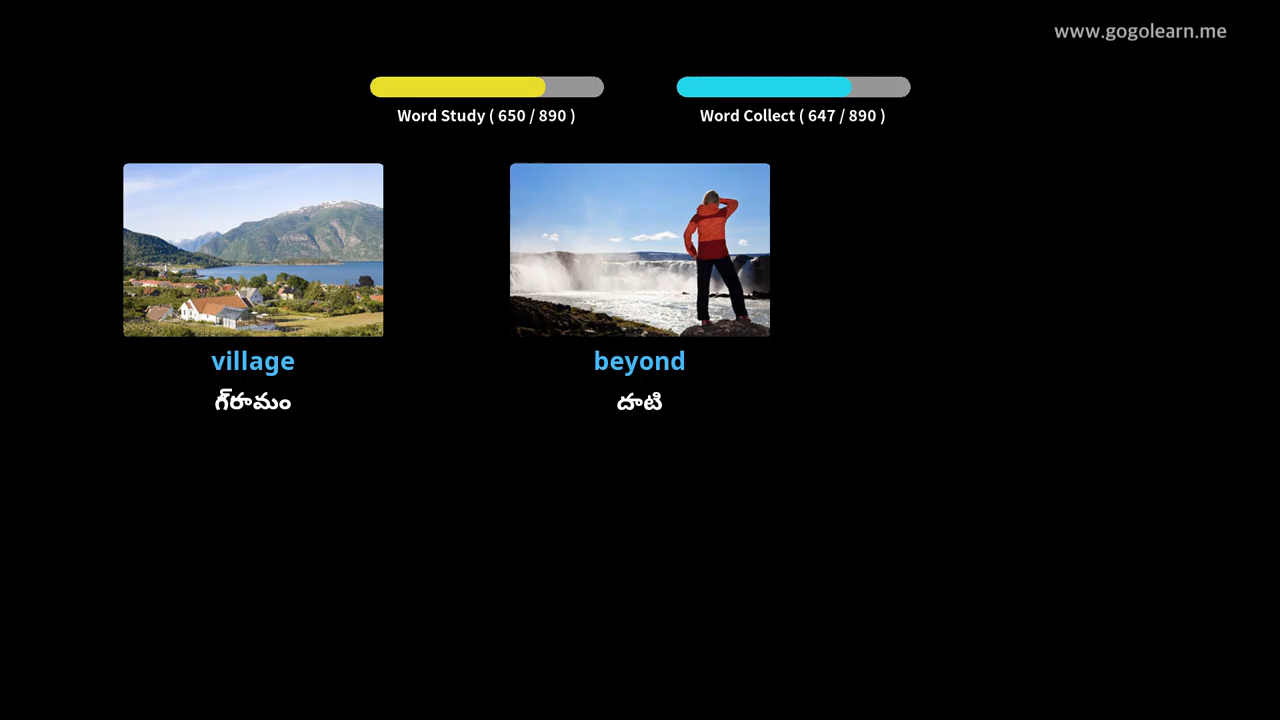 www.gogolearn.me
Word Study ( 650 / 890 )
Word Collect ( 647 / 890 )
village
beyond
గ్‌రామం
దాటి